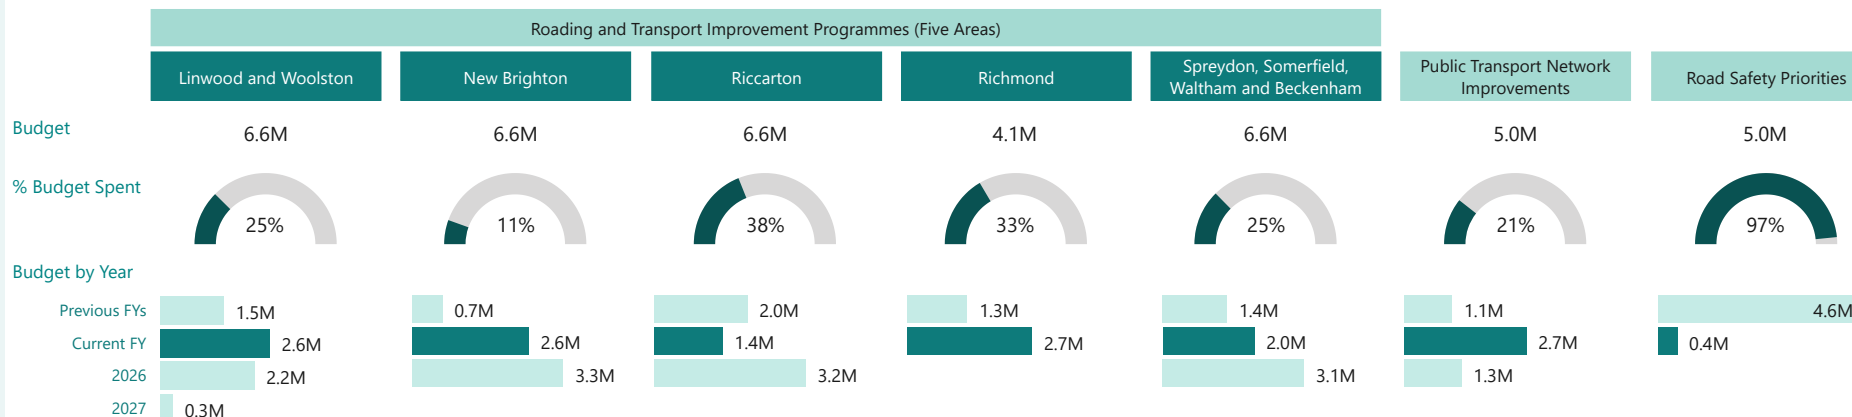 Roading and Transport Improvement Programmes (Five Areas)
Linwood and Woolston
New Brighton
Riccarton
Richmond
Spreydon, Somerfield,
Waltham and Beckenham
Public Transport Network
Improvements
Road Safety Priorities
Budget
6.6M
6.6M
6.6M
4.1M
6.6M
5.0M
5.0M
% Budget Spent
25%
11%
38%
33%
25%
21%
97%
Budget by Year
Previous FYs
1.5M
0.7M
2.0M
1.3M
1.4M
1.1M
4.6M
Current FY
2.6M
2.6M
1.4M
2.7M
2.0M
2.7M
0.4M
2026
2.2M
3.3M
3.2M
3.1M
1.3M
2027
0.3M